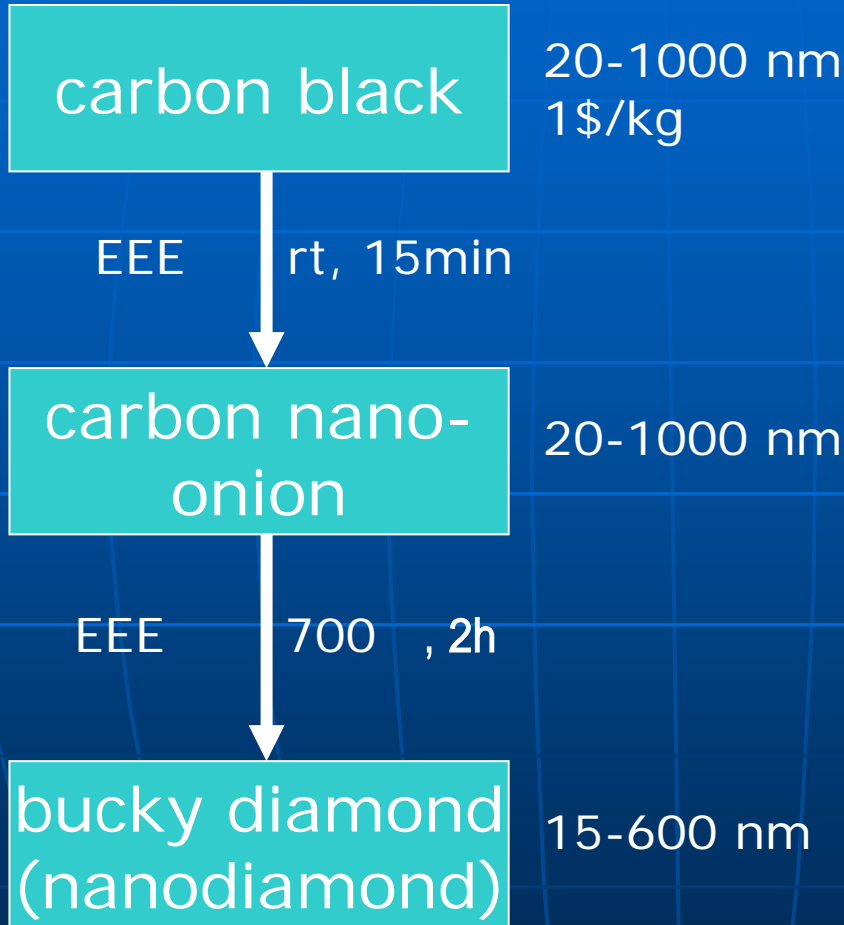 carbon black
20-1000 nm
1$/kg
EEE
rt, 15min
carbon nano-
onion
20-1000 nm
EEE
700 , 2h
bucky diamond
(nanodiamond)
15-600 nm